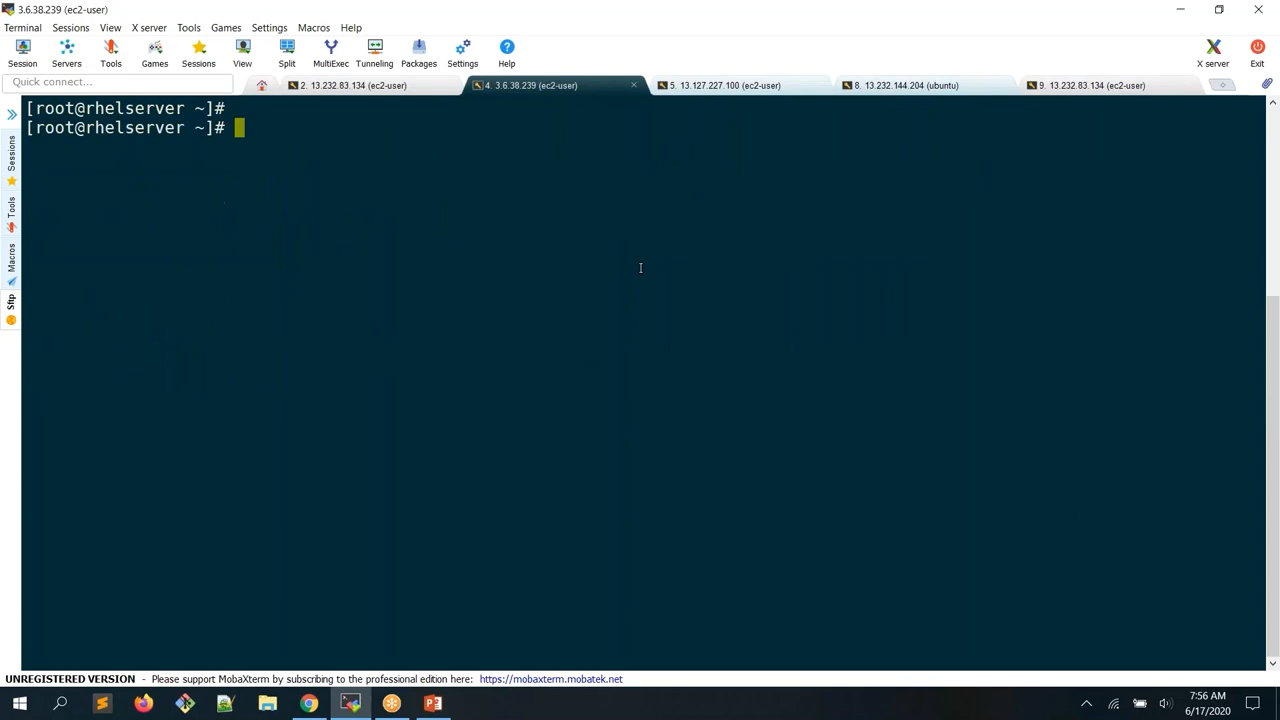 3.6.38.239 (ec2-user)
Terminal Sessions View X server Tools Games Settings Macros Help
Session Servers Tools Games Sessions View Split MultiExec Tunneling Packages Settings Help X server Exit
Quick connect...
2. 13.232.83.134 (ec2-user)
4. 3.6.38.239 (ec2-user)
5. 13.127.227.100 (ec2-user)
8. 13.232.144.204 (ubuntu)
9. 13.232.83.134 (ec2-user)
Sessions
Tools
Macros
Sftp
[root@rhelserver ~]#
[root@rhelserver ~]#
UNREGISTERED VERSION - Please support MobaXterm by subscribing to the professional edition here: https://mobaxterm.mobatek.net
7:56 AM
6/17/2020